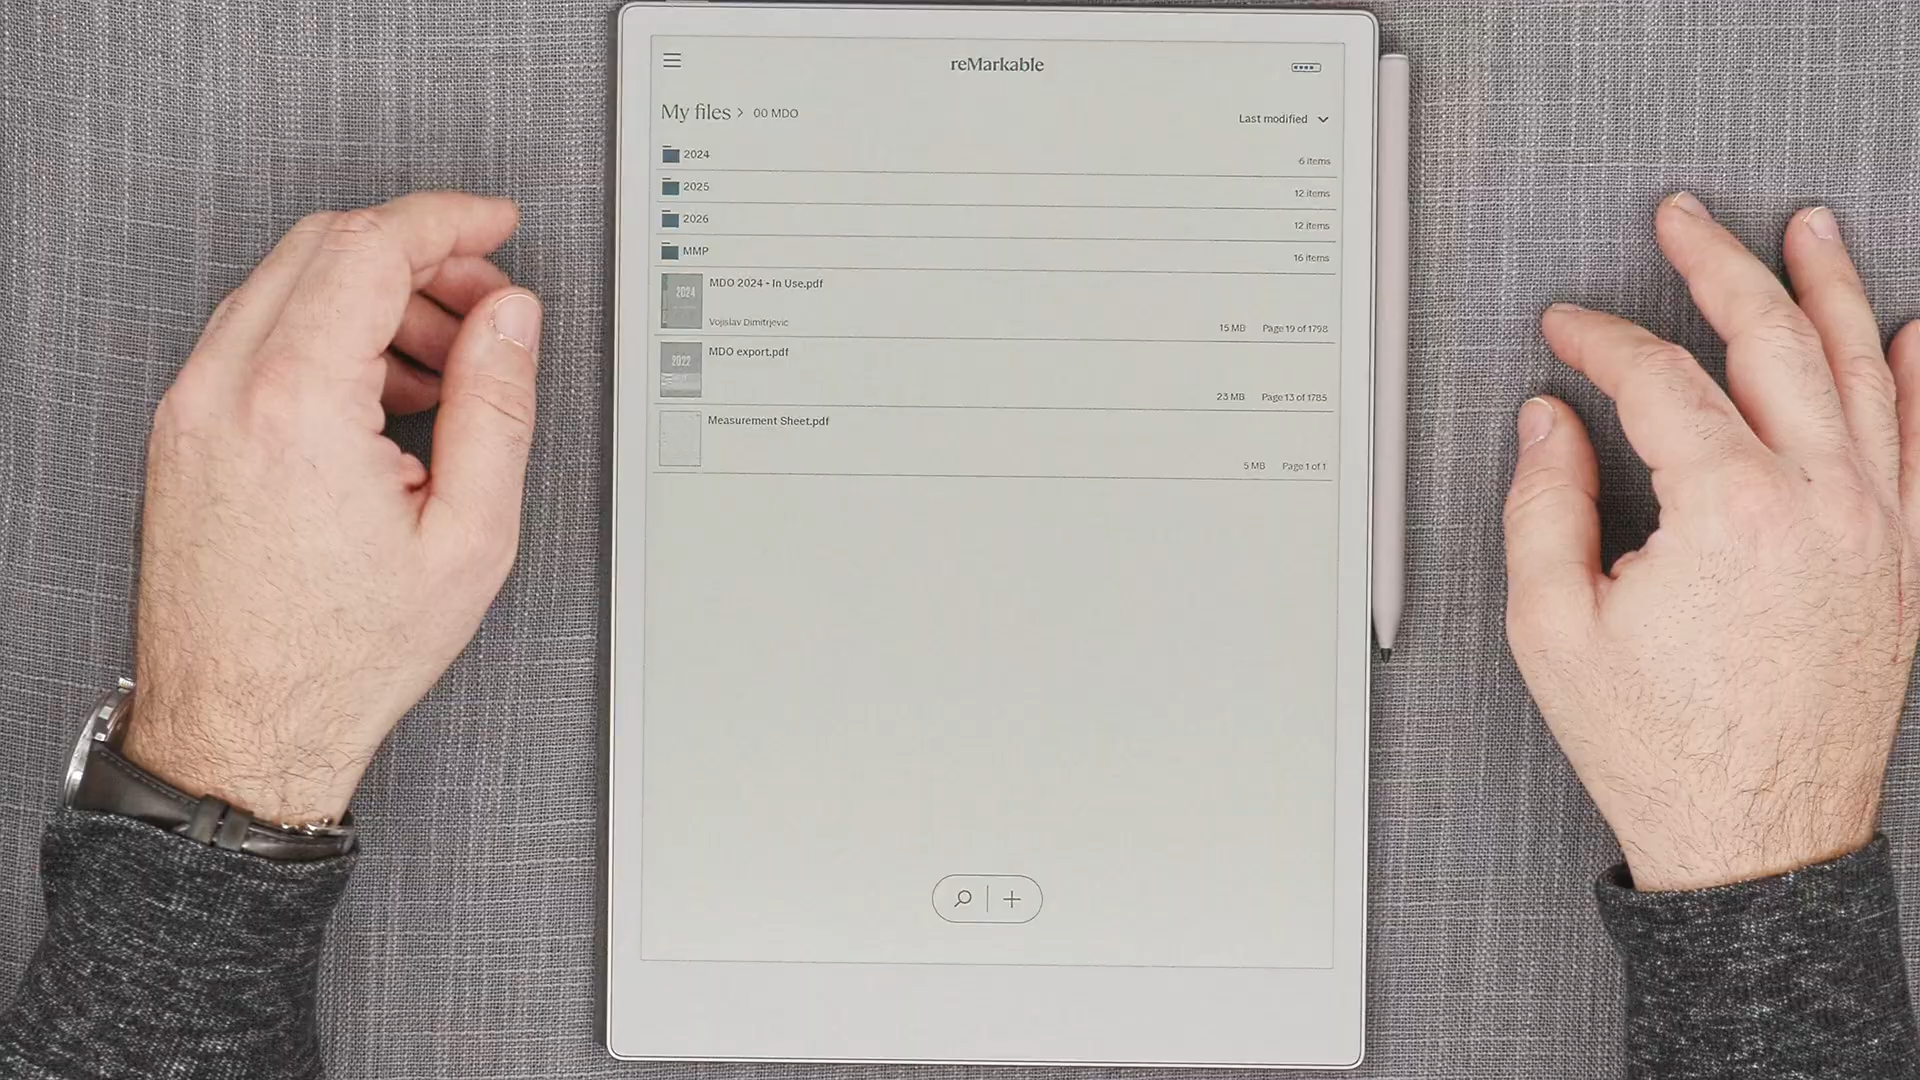 reMarkable
My files > 00 MDO
Last modified
2024
6 items
2025
12 items
2026
12 items
MMP
16 items
2024
MDO 2024 - In Use.pdf
Vojislav Dimitrjevic
15 MB Page 19 of 1798
2022
MDO export.pdf
23 MB Page 13 of 1785
Measurement Sheet.pdf
5 MB Page 1 of 1